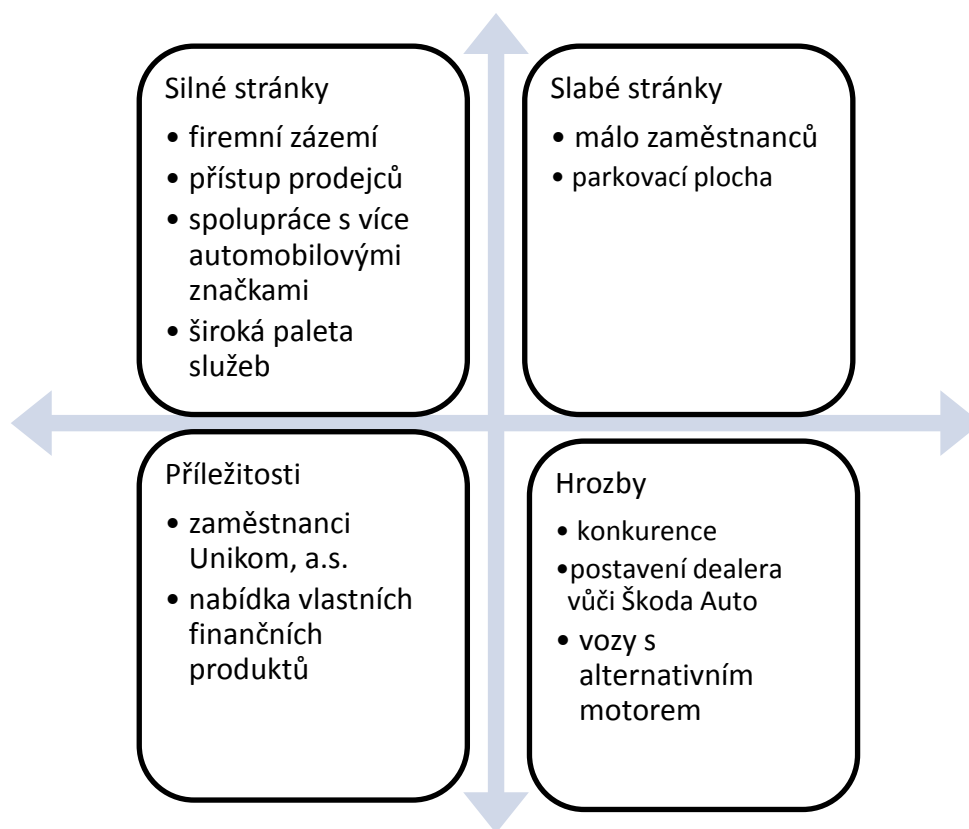 Silné stránky
• firemní zázemí
• přístup prodejců
• spolupráce s více
automobilovými
značkami
• široká paleta
služeb
Slabé stránky
• málo zaměstnanců
• parkovací plocha
Příležitosti
• zaměstnanci
Unikom, a.s.
• nabídka vlastních
finančních
produktů
Hrozby
• konkurence
•postavení dealera
vůči Škoda Auto
• vozy s
alternativním
motorem